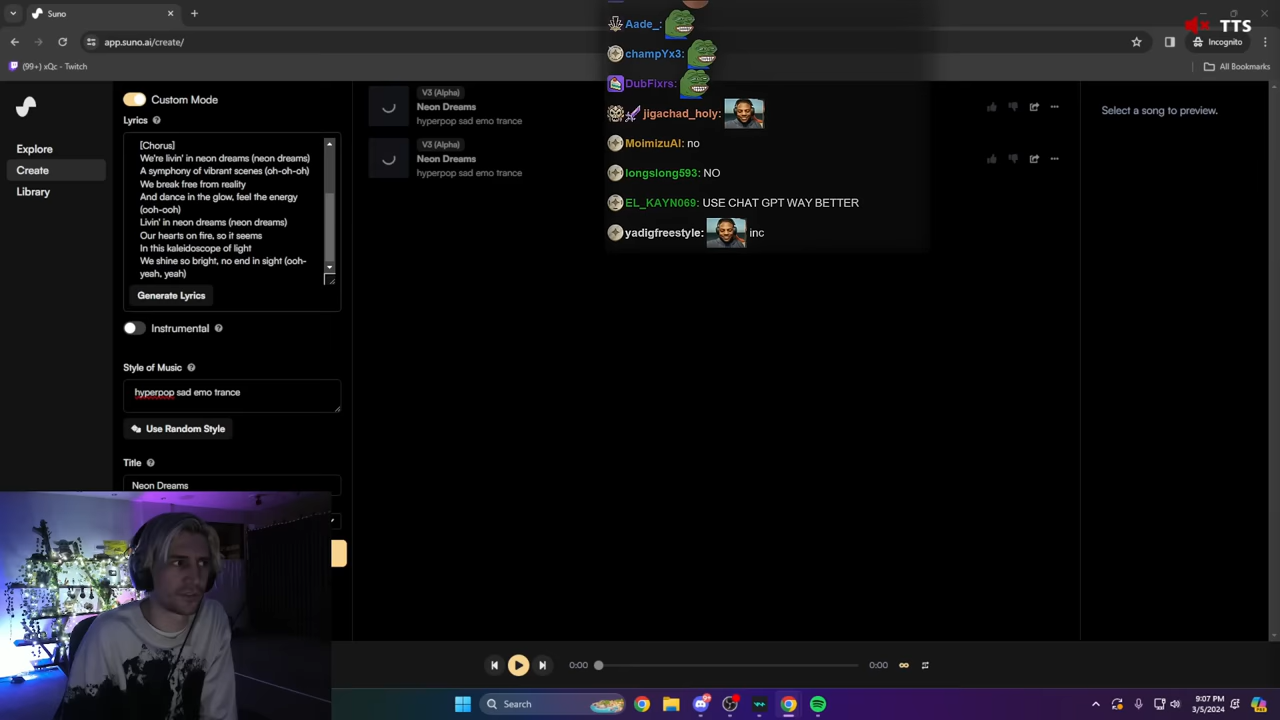 Suno
app.suno.ai/create/
Incognito
(99+) xQc - Twitch
All Bookmarks
TTS
Aade_:
champYx3:
DubFixrs:
jigachad_holy:
MoimizuAI: no
longslong593: NO
EL_KAYN069: USE CHAT GPT WAY BETTER
yadigfreestyle: inc
Explore
Create
Library
Custom Mode
Lyrics
[Chorus]
We're livin' in neon dreams (neon dreams)
A symphony of vibrant scenes (oh-oh-oh)
We break free from reality
And dance in the glow, feel the energy
(ooh-ooh)
Livin' in neon dreams (neon dreams)
Our hearts on fire, so it seems
In this kaleidoscope of light
We shine so bright, no end in sight (ooh-
yeah, yeah)
Generate Lyrics
Instrumental
Style of Music
hyperpop sad emo trance
Use Random Style
Title
Neon Dreams
V3 (Alpha)
Neon Dreams
hyperpop sad emo trance
V3 (Alpha)
Neon Dreams
hyperpop sad emo trance
Select a song to preview.
0:00
0:00
Search
9:07 PM
3/5/2024